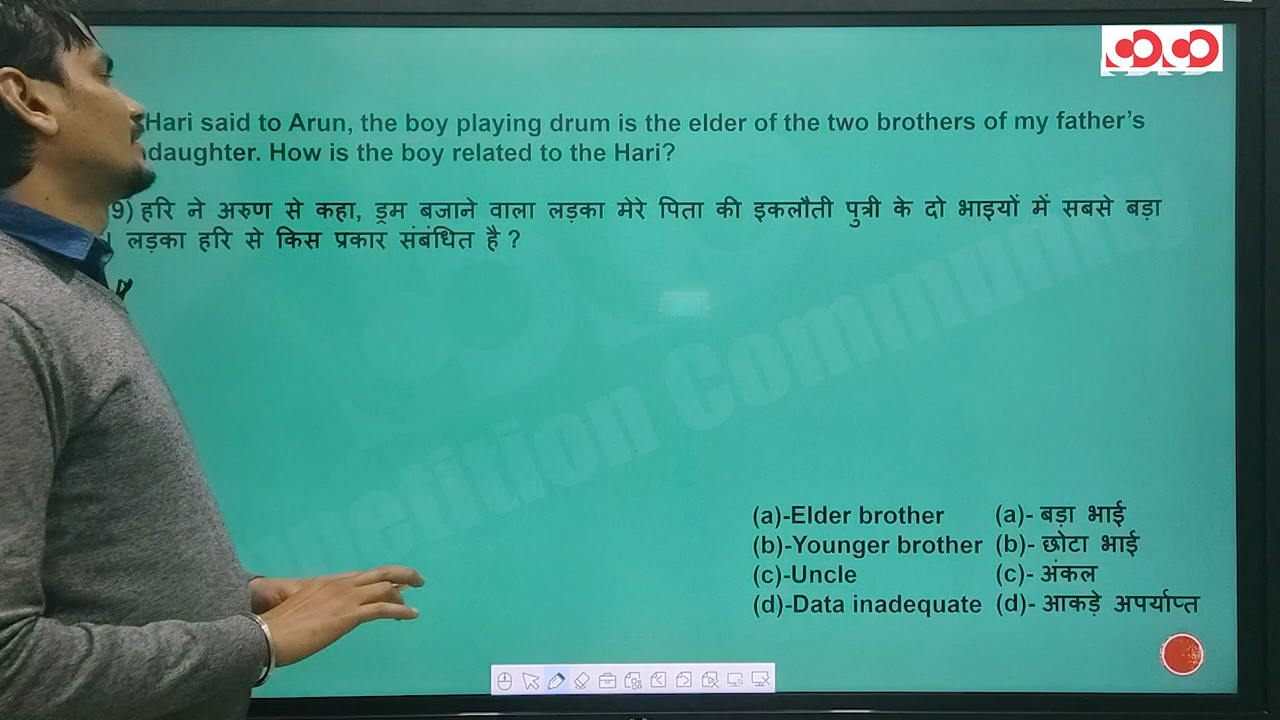 Hari said to Arun, the boy playing drum is the elder of the two brothers of my father's
daughter. How is the boy related to the Hari?
9) हरि ने अरुण से कहा, ड्रम बजाने वाला लड़का मेरे पिता की इकलौती पुत्री के दो भाइयों में सबसे बड़ा
लड़का हरि से किस प्रकार संबंधित है ?
(a)-Elder brother (a)- बड़ा भाई
(b)-Younger brother (b)- छोटा भाई
(c)-Uncle (c)- अंकल
(d)-Data inadequate (d)- आकड़े अपर्याप्त
Competition Community